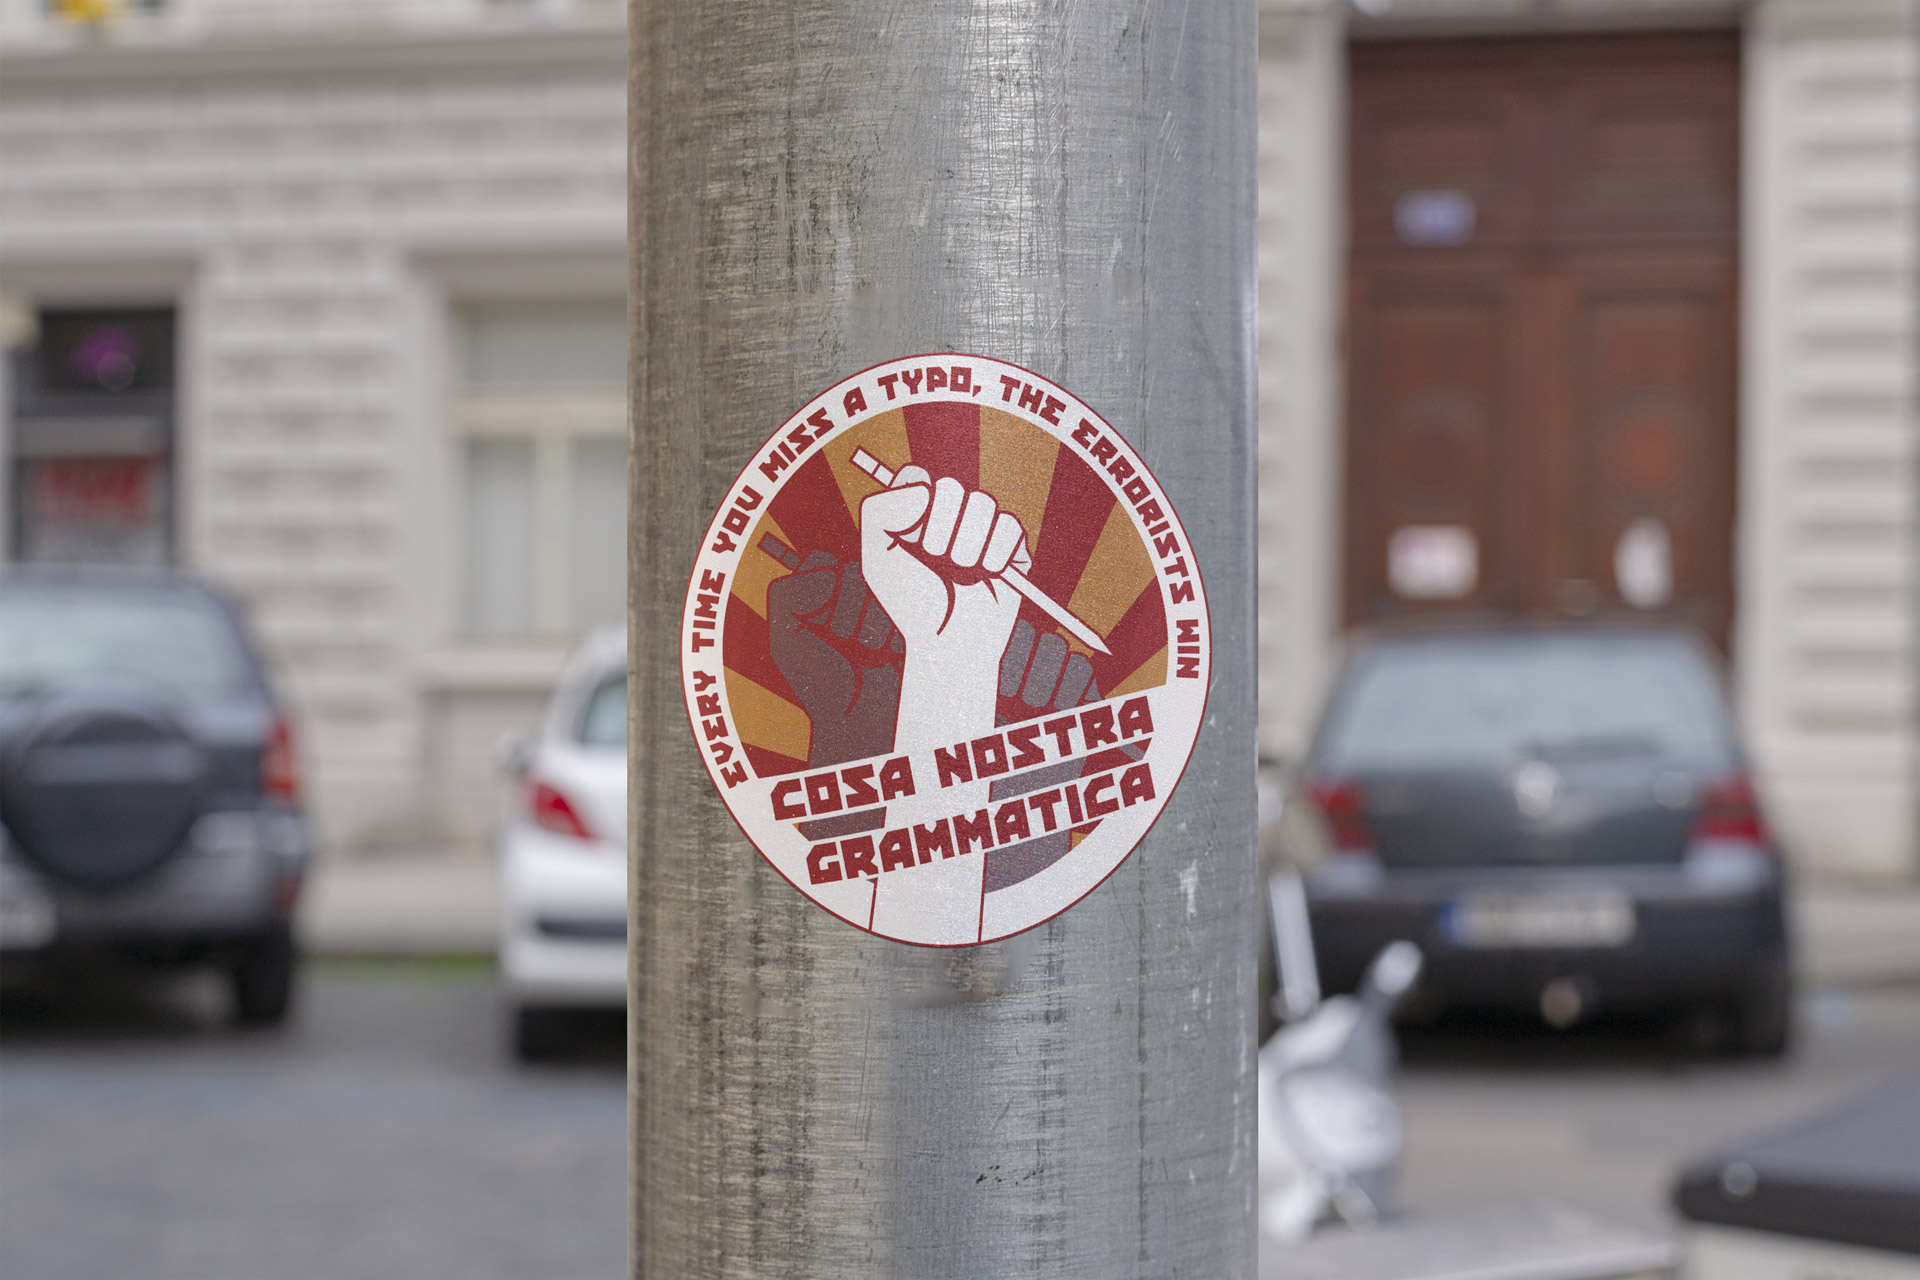 EVERY TIME YOU MISS A TYPO, THE ERRORISTS WIN
COSA NOSTRA
GRAMMATICA